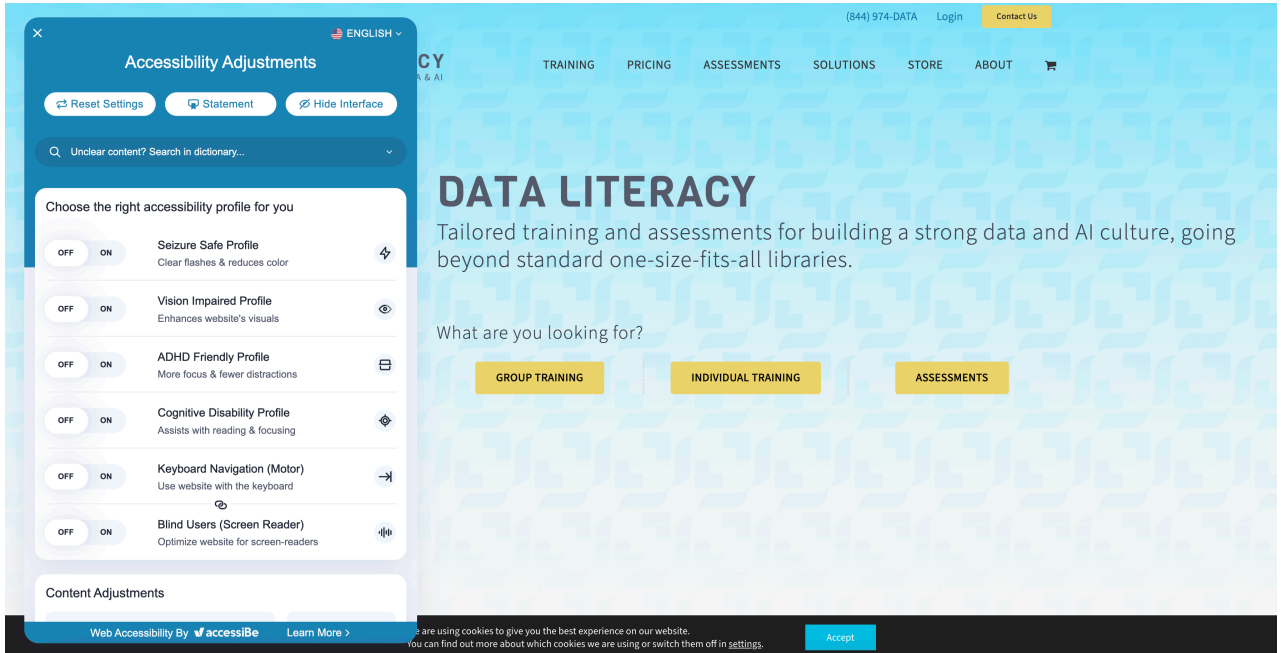 (844) 974-DATA Login Contact Us
ENGLISH
Accessibility Adjustments
CY
A & AI
TRAINING PRICING ASSESSMENTS SOLUTIONS STORE ABOUT
Reset Settings Statement Hide Interface
Unclear content? Search in dictionary...
Choose the right accessibility profile for you
OFF ON Seizure Safe Profile
Clear flashes & reduces color
OFF ON Vision Impaired Profile
Enhances website's visuals
OFF ON ADHD Friendly Profile
More focus & fewer distractions
OFF ON Cognitive Disability Profile
Assists with reading & focusing
OFF ON Keyboard Navigation (Motor)
Use website with the keyboard
OFF ON Blind Users (Screen Reader)
Optimize website for screen-readers
Content Adjustments
Web Accessibility By accessiBe Learn More >
DATA LITERACY
Tailored training and assessments for building a strong data and AI culture, going
beyond standard one-size-fits-all libraries.
What are you looking for?
GROUP TRAINING INDIVIDUAL TRAINING ASSESSMENTS
are using cookies to give you the best experience on our website.
You can find out more about which cookies we are using or switch them off in settings.
Accept